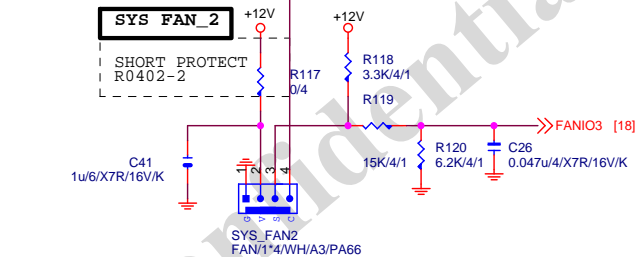 SYS FAN_2
+12V
+12V
SHORT PROTECT
R0402-2
R117
0/4
R118
3.3K/4/1
R119
15K/4/1
FANIO3 [18]
R120
6.2K/4/1
C26
0.047u/4/X7R/16V/K
C41
1u/6/X7R/16V/K
1
2
3
4
G
V
S
C
SYS_FAN2
FAN/1*4/WH/A3/PA66
Confidential